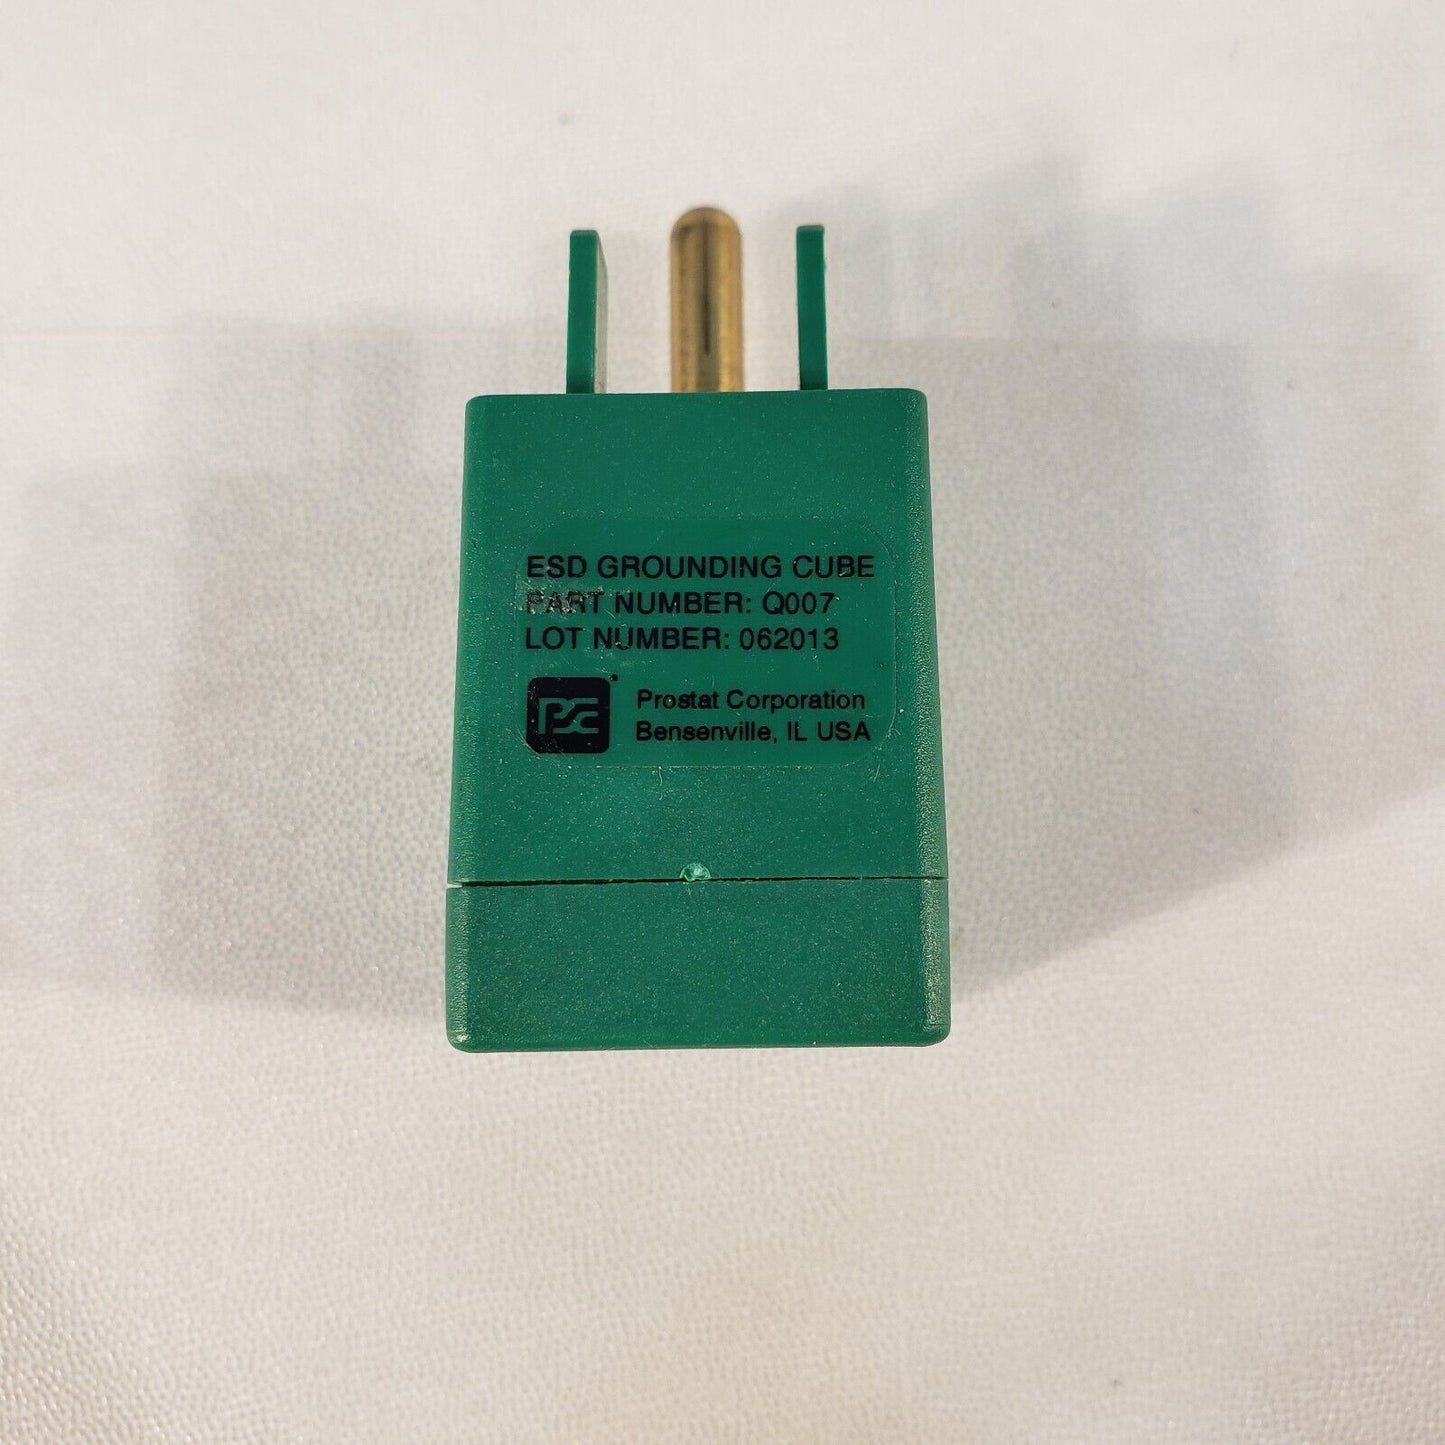 ESD GROUNDING CUBE
PART NUMBER: Q007
LOT NUMBER: 062013
PSC
Prostat Corporation
Bensenville, IL USA